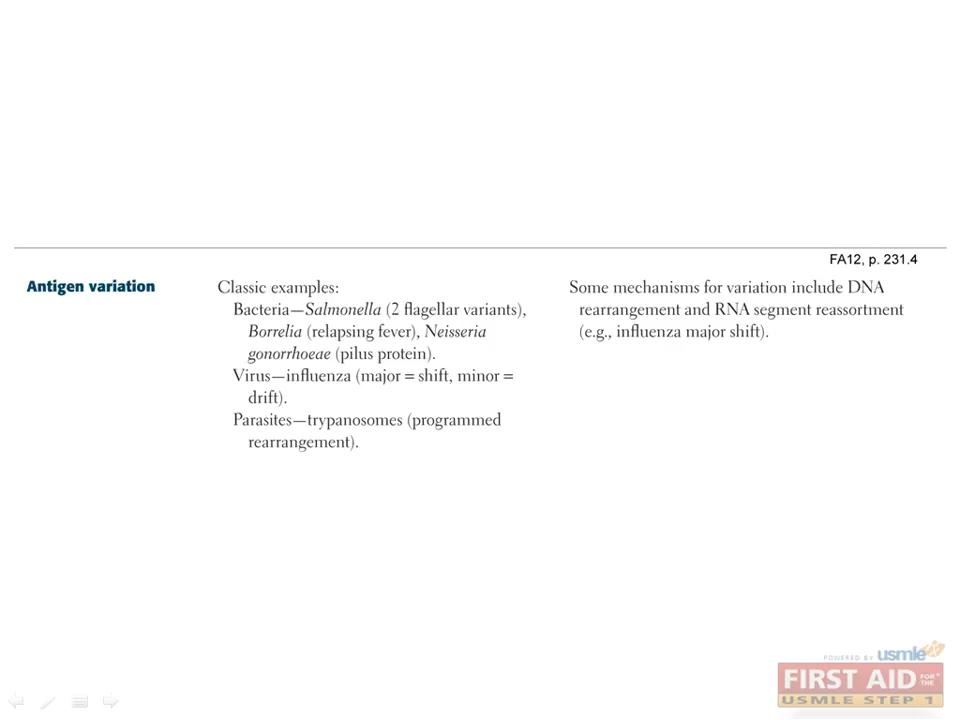 FA12, p. 231.4
Antigen variation
Classic examples:
Bacteria—Salmonella (2 flagellar variants),
Borrelia (relapsing fever), Neisseria
gonorrhoeae (pilus protein).
Virus—influenza (major = shift, minor =
drift).
Parasites—trypanosomes (programmed
rearrangement).
Some mechanisms for variation include DNA
rearrangement and RNA segment reassortment
(e.g., influenza major shift).
POWERED BY usmle
FIRST AID FOR THE
USMLE STEP 1